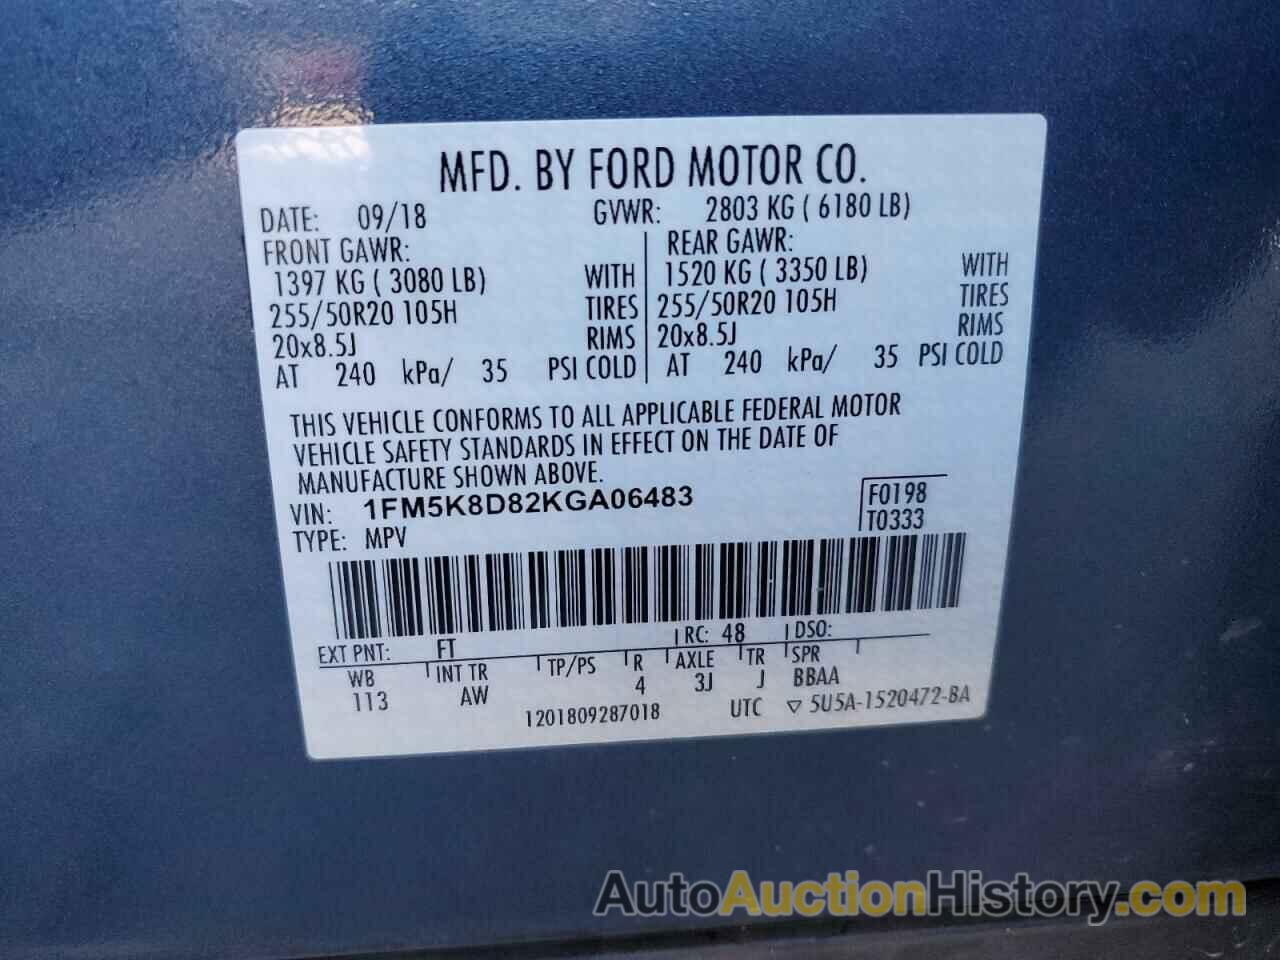 MFD. BY FORD MOTOR CO.
DATE: 09/18 GVWR: 2803 KG ( 6180 LB)
FRONT GAWR: REAR GAWR:
1397 KG ( 3080 LB) WITH 1520 KG ( 3350 LB) WITH
255/50R20 105H TIRES 255/50R20 105H TIRES
20x8.5J RIMS 20x8.5J RIMS
AT 240 kPa/ 35 PSI COLD AT 240 kPa/ 35 PSI COLD
THIS VEHICLE CONFORMS TO ALL APPLICABLE FEDERAL MOTOR
VEHICLE SAFETY STANDARDS IN EFFECT ON THE DATE OF
MANUFACTURE SHOWN ABOVE.
VIN: 1FM5K8D82KGA06483 F0198
TYPE: MPV T0333
EXT PNT: FT RC: 48 DSO:
WB INT TR TP/PS R AXLE TR SPR
113 AW 4 3J J BBAA
1201809287018 UTC ▽ 5U5A-1520472-BA
AutoAuctionHistory.com